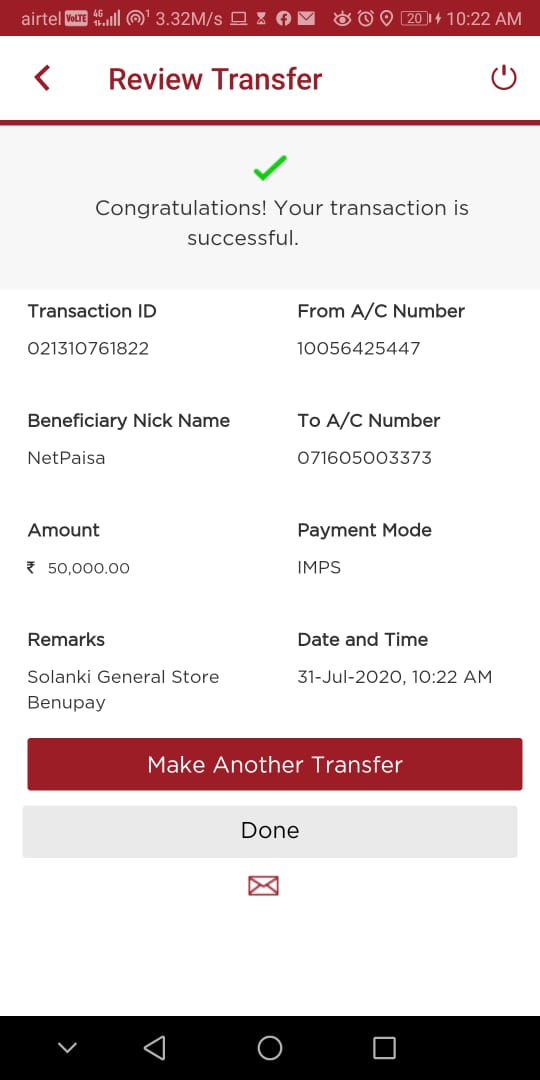 airtel VoLTE 4G 1 3.32M/s 20 10:22 AM
Review Transfer
Congratulations! Your transaction is
successful.
Transaction ID From A/C Number
021310761822 10056425447
Beneficiary Nick Name To A/C Number
NetPaisa 071605003373
Amount Payment Mode
₹ 50,000.00 IMPS
Remarks Date and Time
Solanki General Store 31-Jul-2020, 10:22 AM
Benupay
Make Another Transfer
Done